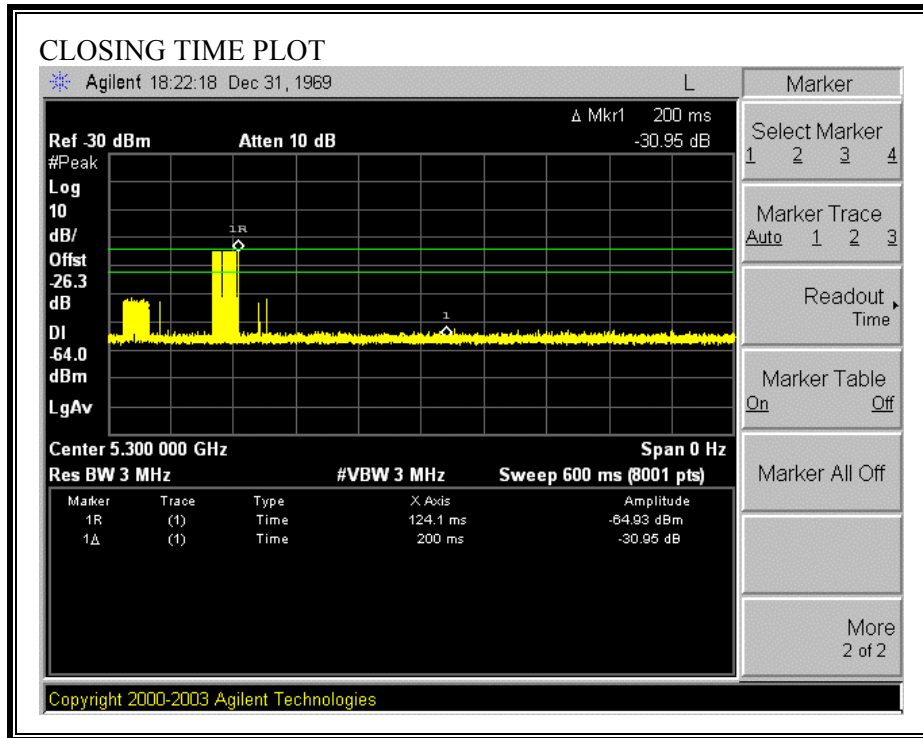 CLOSING TIME PLOT
Agilent 18:22:18 Dec 31, 1969 L
Δ Mkr1 200 ms
Ref -30 dBm Atten 10 dB -30.95 dB
#Peak
Log
10
dB/
Offst
-26.3
dB
DI
-64.0
dBm
LgAv
1R
1
Center 5.300 000 GHz Span 0 Hz
Res BW 3 MHz #VBW 3 MHz Sweep 600 ms (8001 pts)
Marker Trace Type X Axis Amplitude
1R (1) Time 124.1 ms -64.93 dBm
1Δ (1) Time 200 ms -30.95 dB
Copyright 2000-2003 Agilent Technologies
Marker
Select Marker
1 2 3 4
Marker Trace
Auto 1 2 3
Readout
Time
Marker Table
On Off
Marker All Off
More
2 of 2